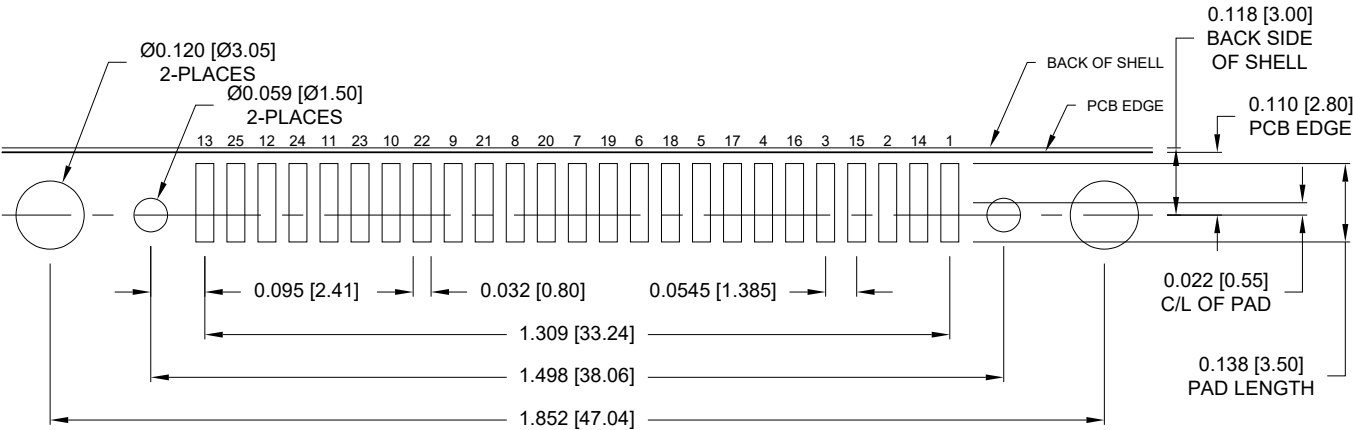 0.118 [3.00]
BACK SIDE
OF SHELL
Ø0.120 [Ø3.05]
2-PLACES
BACK OF SHELL
Ø0.059 [Ø1.50]
2-PLACES
PCB EDGE
0.110 [2.80]
PCB EDGE
13 25 12 24 11 23 10 22 9 21 8 20 7 19 6 18 5 17 4 16 3 15 2 14 1
0.095 [2.41]
0.032 [0.80]
0.0545 [1.385]
0.022 [0.55]
C/L OF PAD
1.309 [33.24]
1.498 [38.06]
0.138 [3.50]
PAD LENGTH
1.852 [47.04]